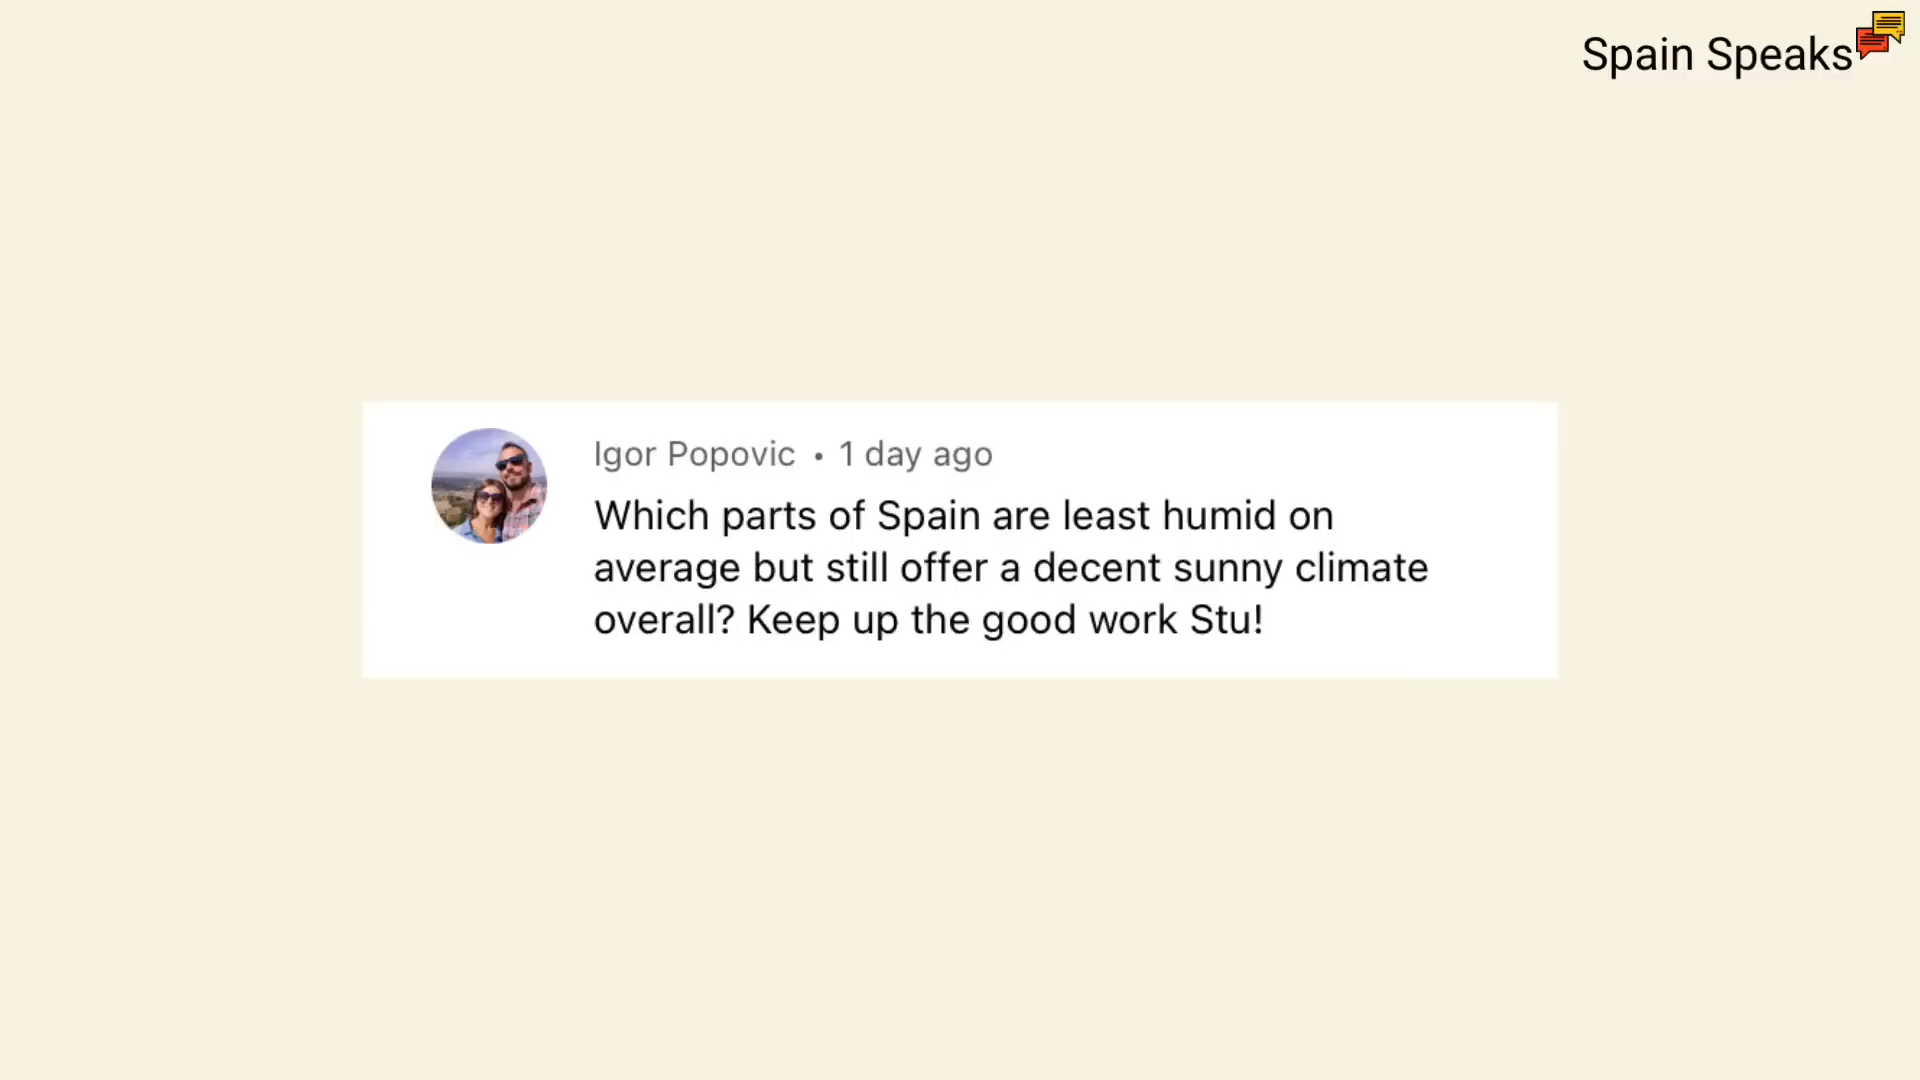 Spain Speaks
Igor Popovic • 1 day ago
Which parts of Spain are least humid on
average but still offer a decent sunny climate
overall? Keep up the good work Stu!